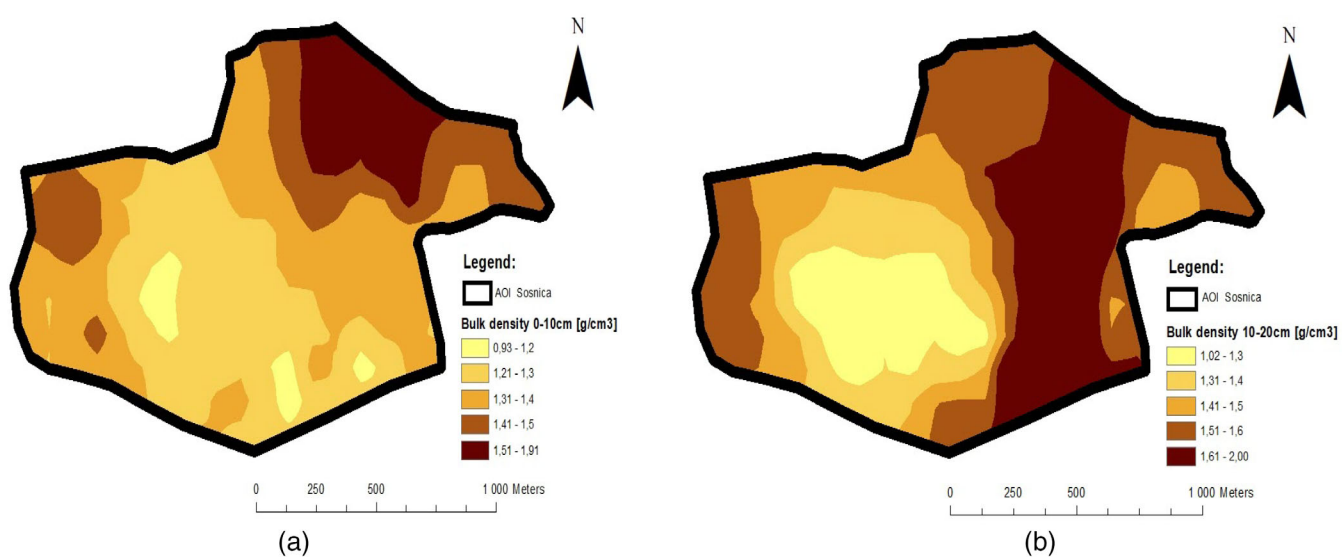 N
Legend:
AOI Sosnica
Bulk density 0-10cm [g/cm3]
0,93 - 1,2
1,21 - 1,3
1,31 - 1,4
1,41 - 1,5
1,51 - 1,91
0 250 500 1 000 Meters
(a)
N
Legend:
AOI Sosnica
Bulk density 10-20cm [g/cm3]
1,02 - 1,3
1,31 - 1,4
1,41 - 1,5
1,51 - 1,6
1,61 - 2,00
0 250 500 1 000 Meters
(b)